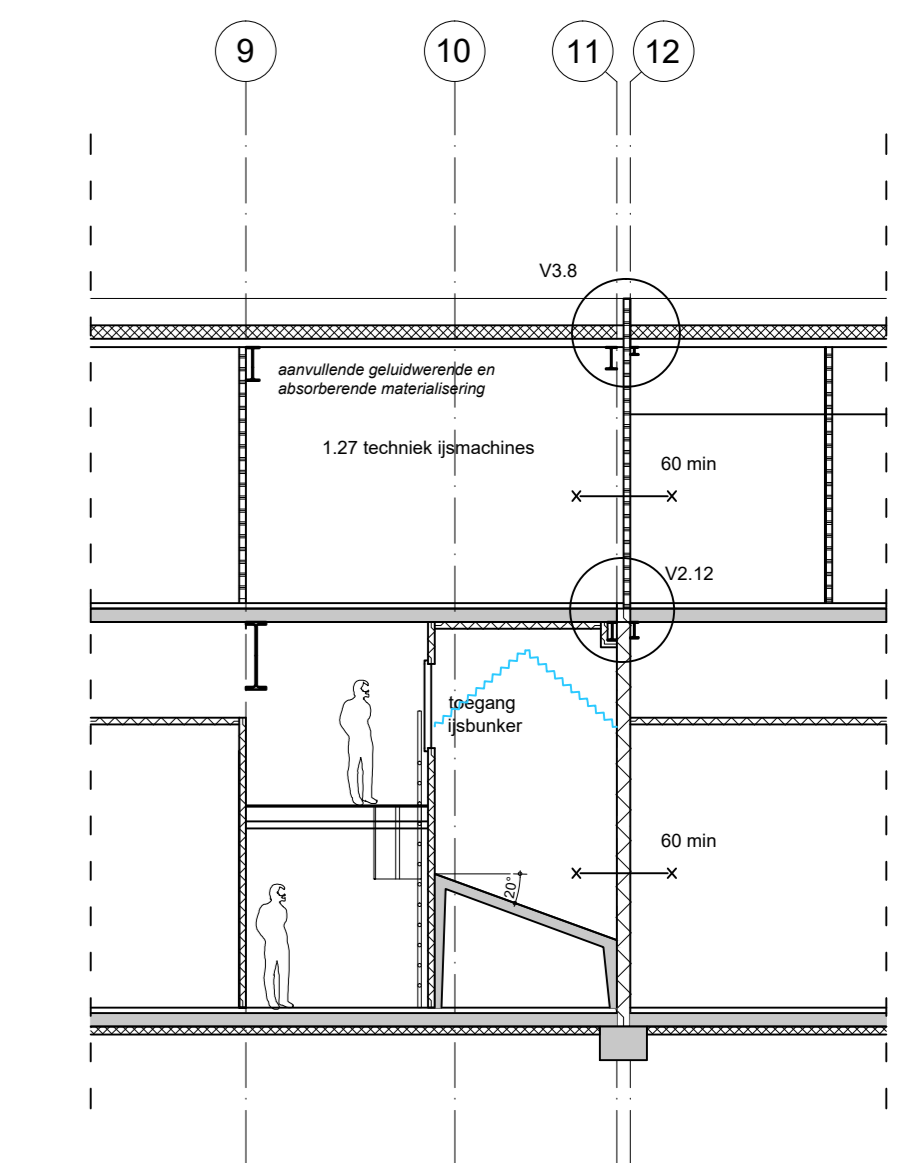 9
10
11
12
V3.8
aanvullende geluidwerende en
absorberende materialisering
1.27 techniek ijsmachines
60 min
V2.12
toegang
ijsbunker
60 min
20°